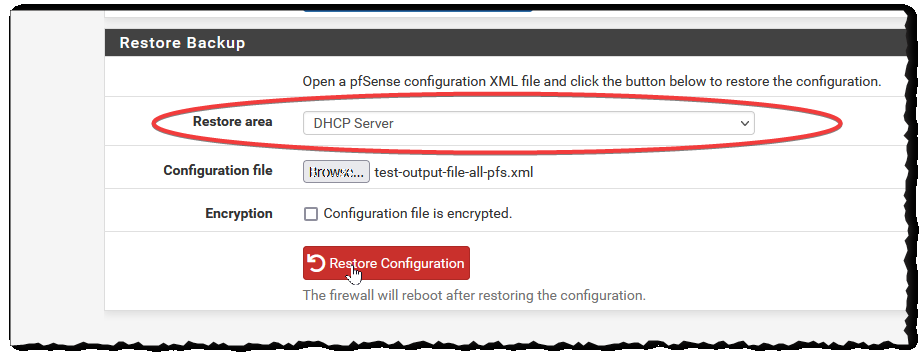 Restore Backup
Open a pfSense configuration XML file and click the button below to restore the configuration.
Restore area
DHCP Server
Configuration file
Browse... test-output-file-all-pfs.xml
Encryption
Configuration file is encrypted.
Restore Configuration
The firewall will reboot after restoring the configuration.